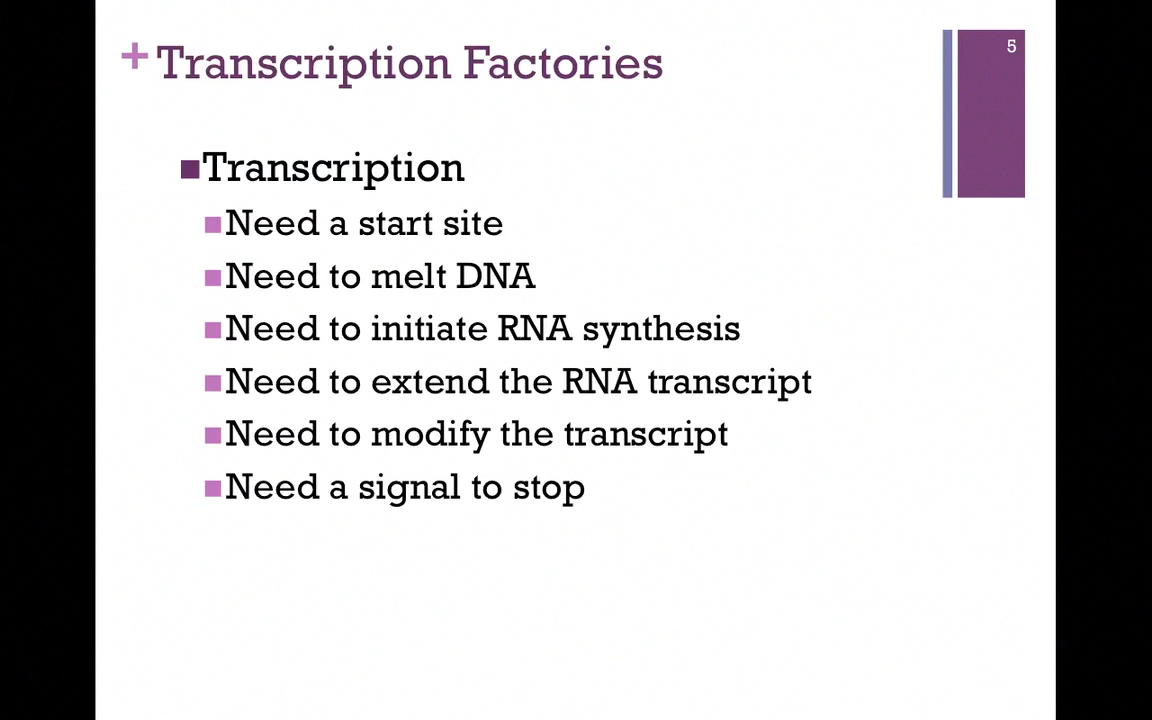 + Transcription Factories
5
Transcription
Need a start site
Need to melt DNA
Need to initiate RNA synthesis
Need to extend the RNA transcript
Need to modify the transcript
Need a signal to stop